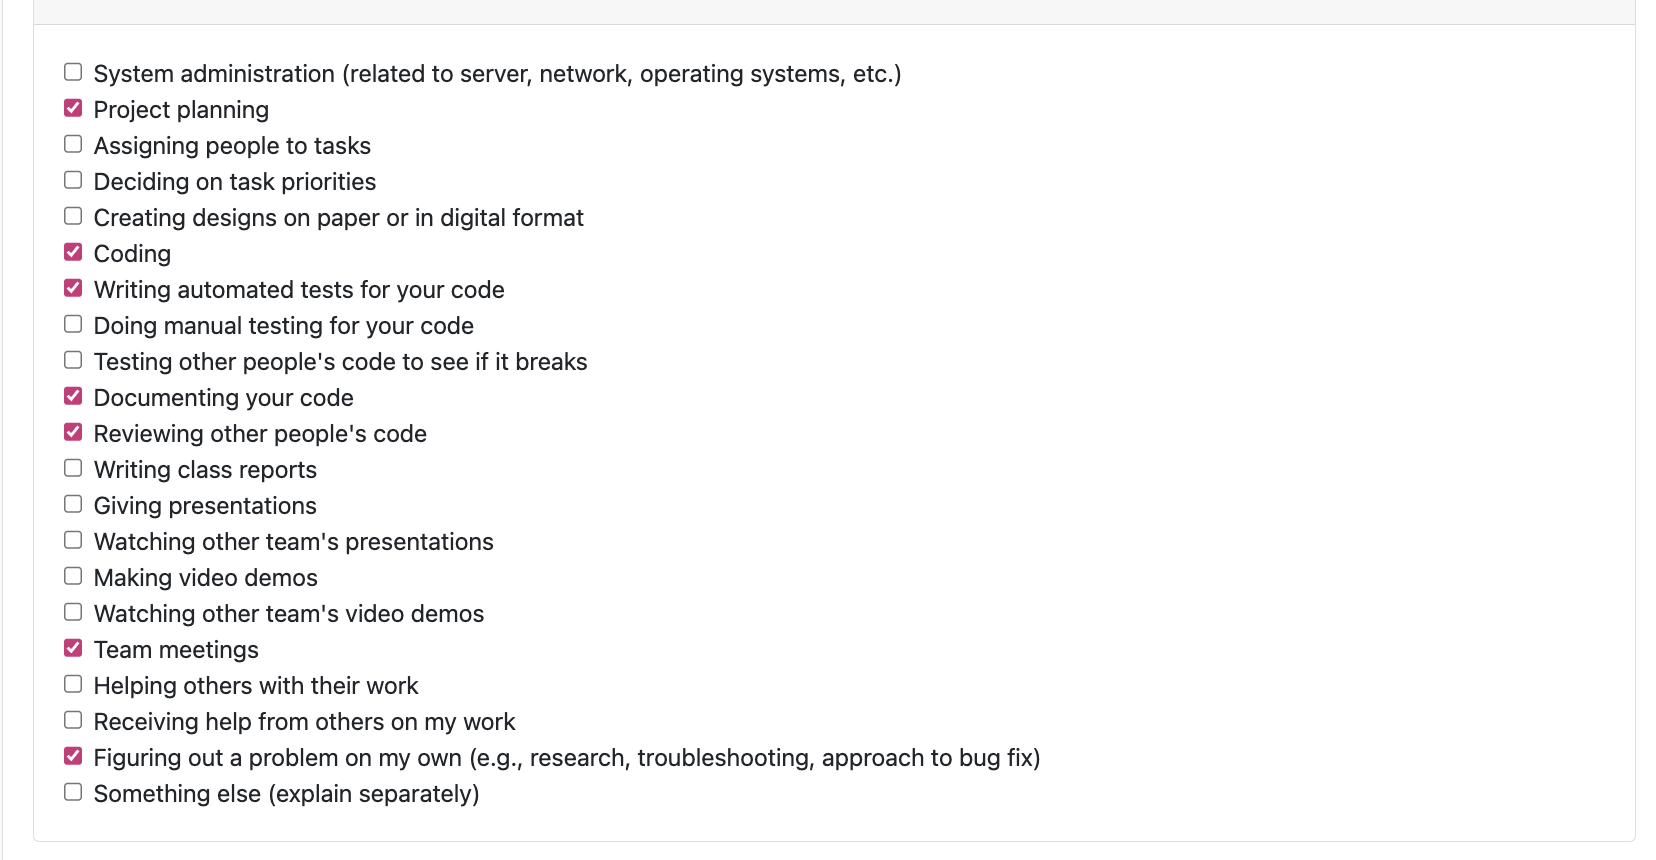 System administration (related to server, network, operating systems, etc.)
Project planning
Assigning people to tasks
Deciding on task priorities
Creating designs on paper or in digital format
Coding
Writing automated tests for your code
Doing manual testing for your code
Testing other people's code to see if it breaks
Documenting your code
Reviewing other people's code
Writing class reports
Giving presentations
Watching other team's presentations
Making video demos
Watching other team's video demos
Team meetings
Helping others with their work
Receiving help from others on my work
Figuring out a problem on my own (e.g., research, troubleshooting, approach to bug fix)
Something else (explain separately)